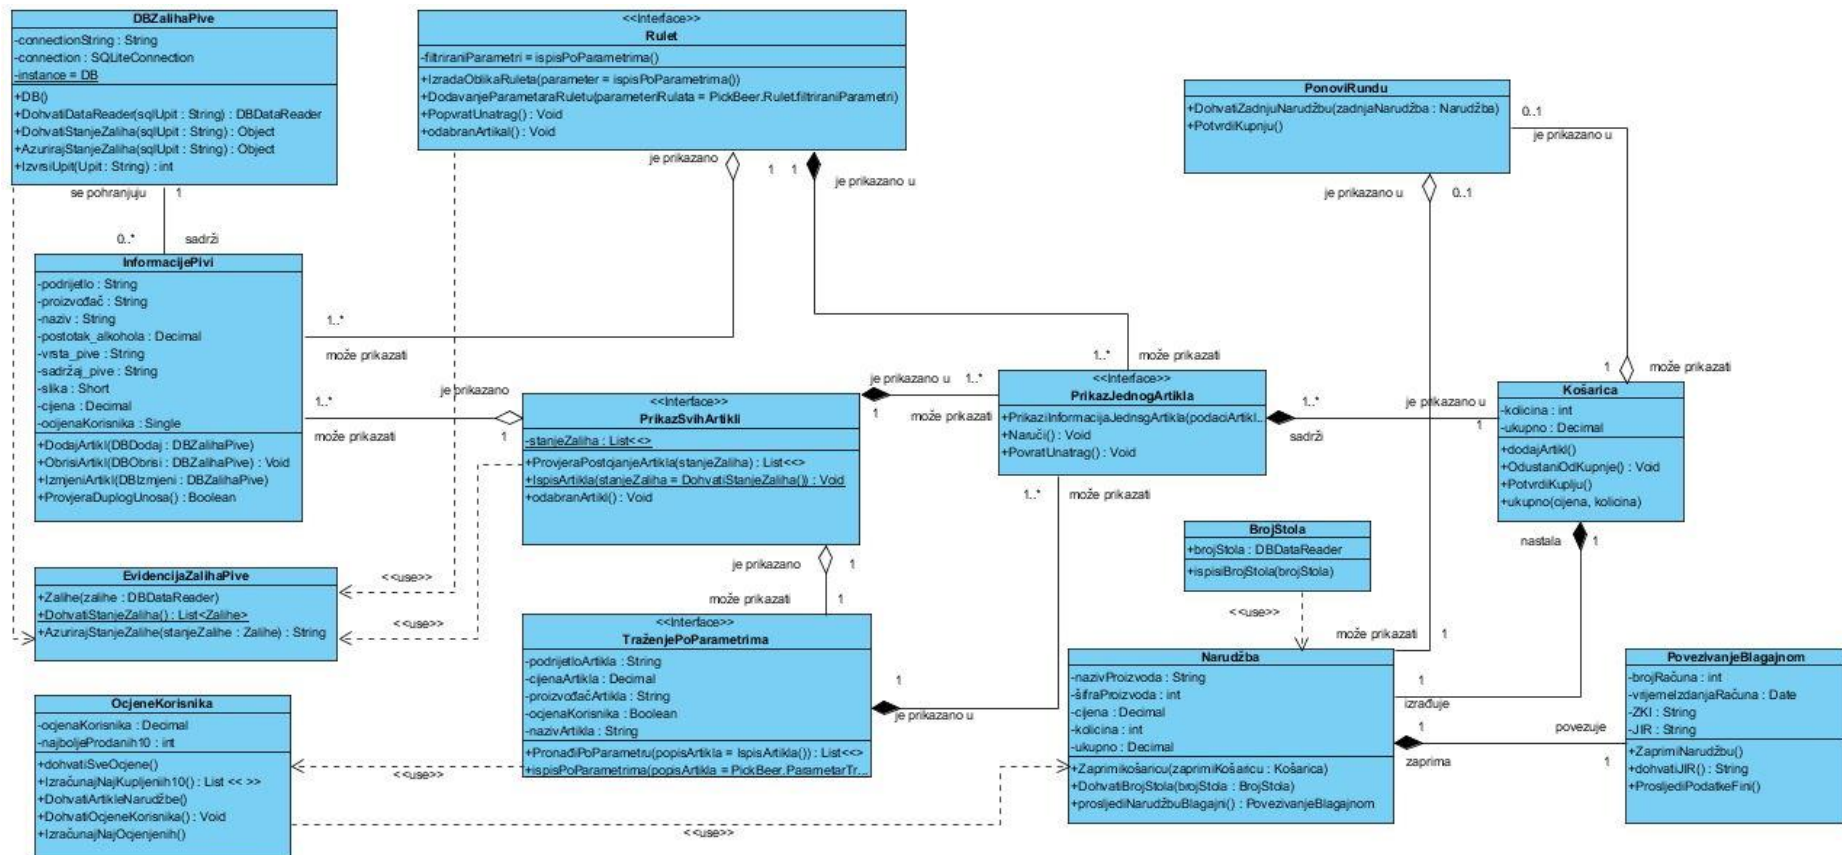 DBZalihaPive
-connectionString : String
-connection : SQLiteConnection
-instance = DB
+DB()
+DohvatiDataReader(sqlUpit : String) : DBDataReader
+DohvatiStanjeZaliha(sqlUpit : String) : Object
+AzurirajStanjeZaliha(sqlUpit : String) : Object
+IzvrsiUpit(Upit : String) : int
se pohranjuju
1
0..*
sadrži
<<Interface>>
Rulet
-filtriraniParametri = ispisPoParametrima()
+IzradaOblikaRuleta(parameter = ispisPoParametrima())
+DodavanjeParametaraRuletu(parameteriRulata = PickBeer.Rulet.filtriraniParametri)
+PopvratUnatrag() : Void
+odabranArtikal() : Void
je prikazano
1
1
je prikazano u
PonoviRundu
+DohvatiZadnjuNarudžbu(zadnjaNarudžba : Narudžba)
+PotvrdiKupnju()
0..1
je prikazano u
je prikazano u
0..1
InformacijePivi
-podrijetlo : String
-proizvođač : String
-naziv : String
-postotak_alkohola : Decimal
-vrsta_pive : String
-sadržaj_pive : String
-slika : Short
-cijena : Decimal
-ocijenaKorisnika : Single
+DodajArtikl(DBDodaj : DBZalihaPive)
+ObrisiArtikl(DBObrisi : DBZalihaPive) : Void
+IzmjeniArtikl(DBIzmjeni : DBZalihaPive)
+ProvjeraDuplogUnosa() : Boolean
1..*
može prikazati
je prikazano
1..*
1
može prikazati
<<Interface>>
PrikazSvihArtikli
-stanjeZaliha : List<<>
+ProvjeraPostojanjeArtikla(stanjeZaliha) : List<<>
+IspisArtikla(stanjeZaliha = DohvatiStanjeZaliha()) : Void
+odabranArtikl() : Void
je prikazano u
1..*
1
može prikazati
1..*
može prikazati
<<Interface>>
PrikazJednogArtikla
+PrikaziInformacijaJednsgArtikla(podaciArtikl...
+Naruči() : Void
+PovratUnatrag() : Void
1..*
sadrži
je prikazano u
1
1
može prikazati
Košarica
-kolicina : int
-ukupno : Decimal
+dodajArtkl()
+OdustaniOdKupnje() : Void
+PotvrdiKuplju()
+ukupno(cijena, kolicina)
nastala
1
1..*
može prikazati
je prikazano
1
može prikazati
1
EvidencijaZalihaPive
+Zalihe(zalihe : DBDataReader)
+DohvatiStanjeZaliha() : List<Zalihe>
+AzurirajStanjeZalihe(stanjeZalihe : Zalihe) : String
<<use>>
<<use>>
<<Interface>>
TraženjePoParametrima
-podrijetloArtikla : String
-cijenaArtikla : Decimal
-proizvođačArtikla : String
-ocjenaKorisnika : Boolean
-nazivArtikla : String
+PronađiPoParametru(popisArtikla = IspisArtikla()) : List<<>
+ispisPoParametrima(popisArtikla = PickBeer.ParametarTr...
1
je prikazano u
BrojStola
+brojStola : DBDataReader
+ispisiBrojStola(brojStola)
<<use>>
može prikazati
1
Narudžba
-nazivProizvoda : String
-šifraProizvoda : int
-cijena : Decimal
-kolicina : int
-ukupno : Decimal
+Zaprimikošaricu(zaprimiKošaricu : Košarica)
+DohvatiBrojStola(brojStola : BrojStola)
+prosljediNarudžbuBlagajni() : PovezivanjeBlagajnom
1
izrađuje
1
zaprima
povezuje
1
PovezivanjeBlagajnom
-brojRačuna : int
-vrijemeIzdanjaRačuna : Date
-ZKI : String
-JIR : String
+ZaprimiNarudžbu()
+dohvatiJIR() : String
+ProsljediPodatkeFini()
OcjeneKorisnika
-ocjenaKorisnika : Decimal
-najboljeProdanih10 : int
+dohvatiSveOcjene()
+IzračunajNajKupljenih10() : List << >>
+DohvatiArtikleNarudžbe()
+DohvatiOcjeneKorisnika() : Void
+IzračunajNajOcjenjenih()
<<use>>
<<use>>